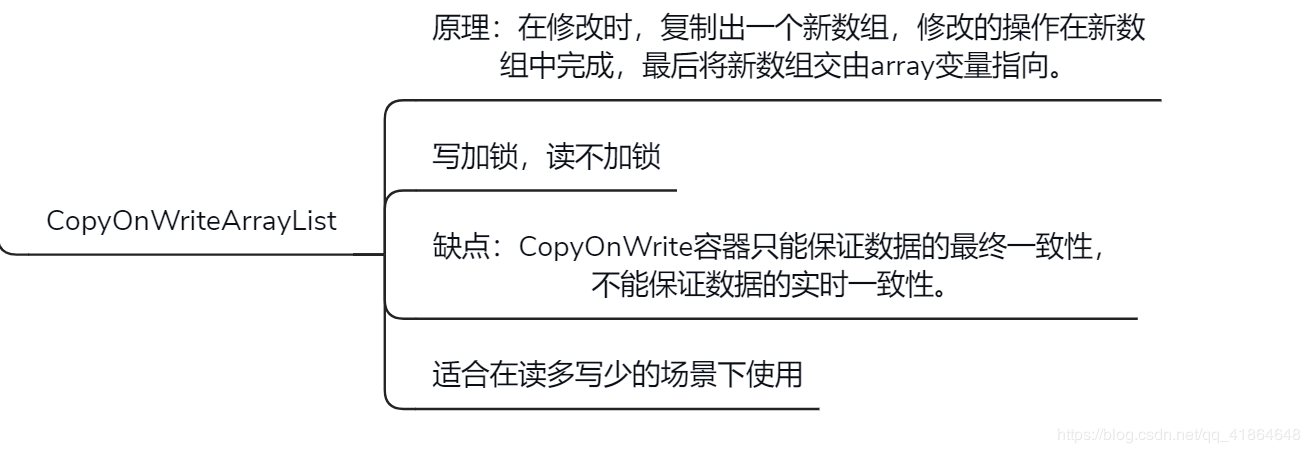 原理：在修改时，复制出一个新数组，修改的操作在新数
组中完成，最后将新数组交由array变量指向。
写加锁，读不加锁
CopyOnWriteArrayList
缺点：CopyOnWrite容器只能保证数据的最终一致性，
不能保证数据的实时一致性。
适合在读多写少的场景下使用
https://blog.csdn.net/qq_41864648